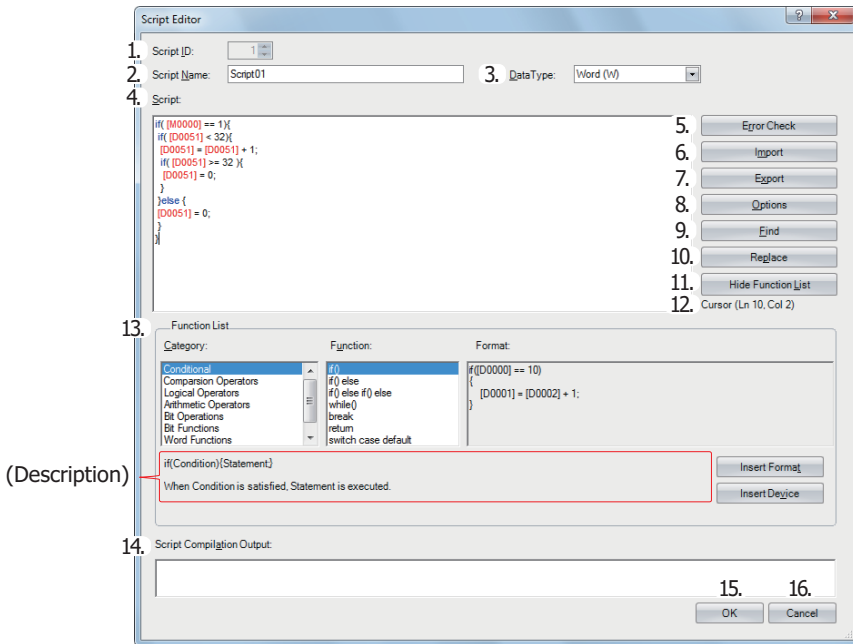 Script Editor
1. Script ID: 1
2. Script Name: Script01 3. DataType: Word (W)
4. Script:
if( [M0000] == 1){
if( [D0051] < 32){
[D0051] = [D0051] + 1;
if( [D0051] >= 32 ){
[D0051] = 0;
}
}else {
[D0051] = 0;
}
}
5. Error Check
6. Import
7. Export
8. Options
9. Find
10. Replace
11. Hide Function List
12. Cursor (Ln 10, Col 2)
13. Function List
Category: Function: Format:
Conditional
Comparsion Operators
Logical Operators
Arithmetic Operators
Bit Operations
Bit Functions
Word Functions
if()
if() else
if() else if() else
while()
break
return
switch case default
if([D0000] == 10)
{
[D0001] = [D0002] + 1;
}
(Description)
if(Condition){Statement;}
When Condition is satisfied, Statement is executed.
Insert Format
Insert Device
14. Script Compilation Output:
15. 16.
OK Cancel